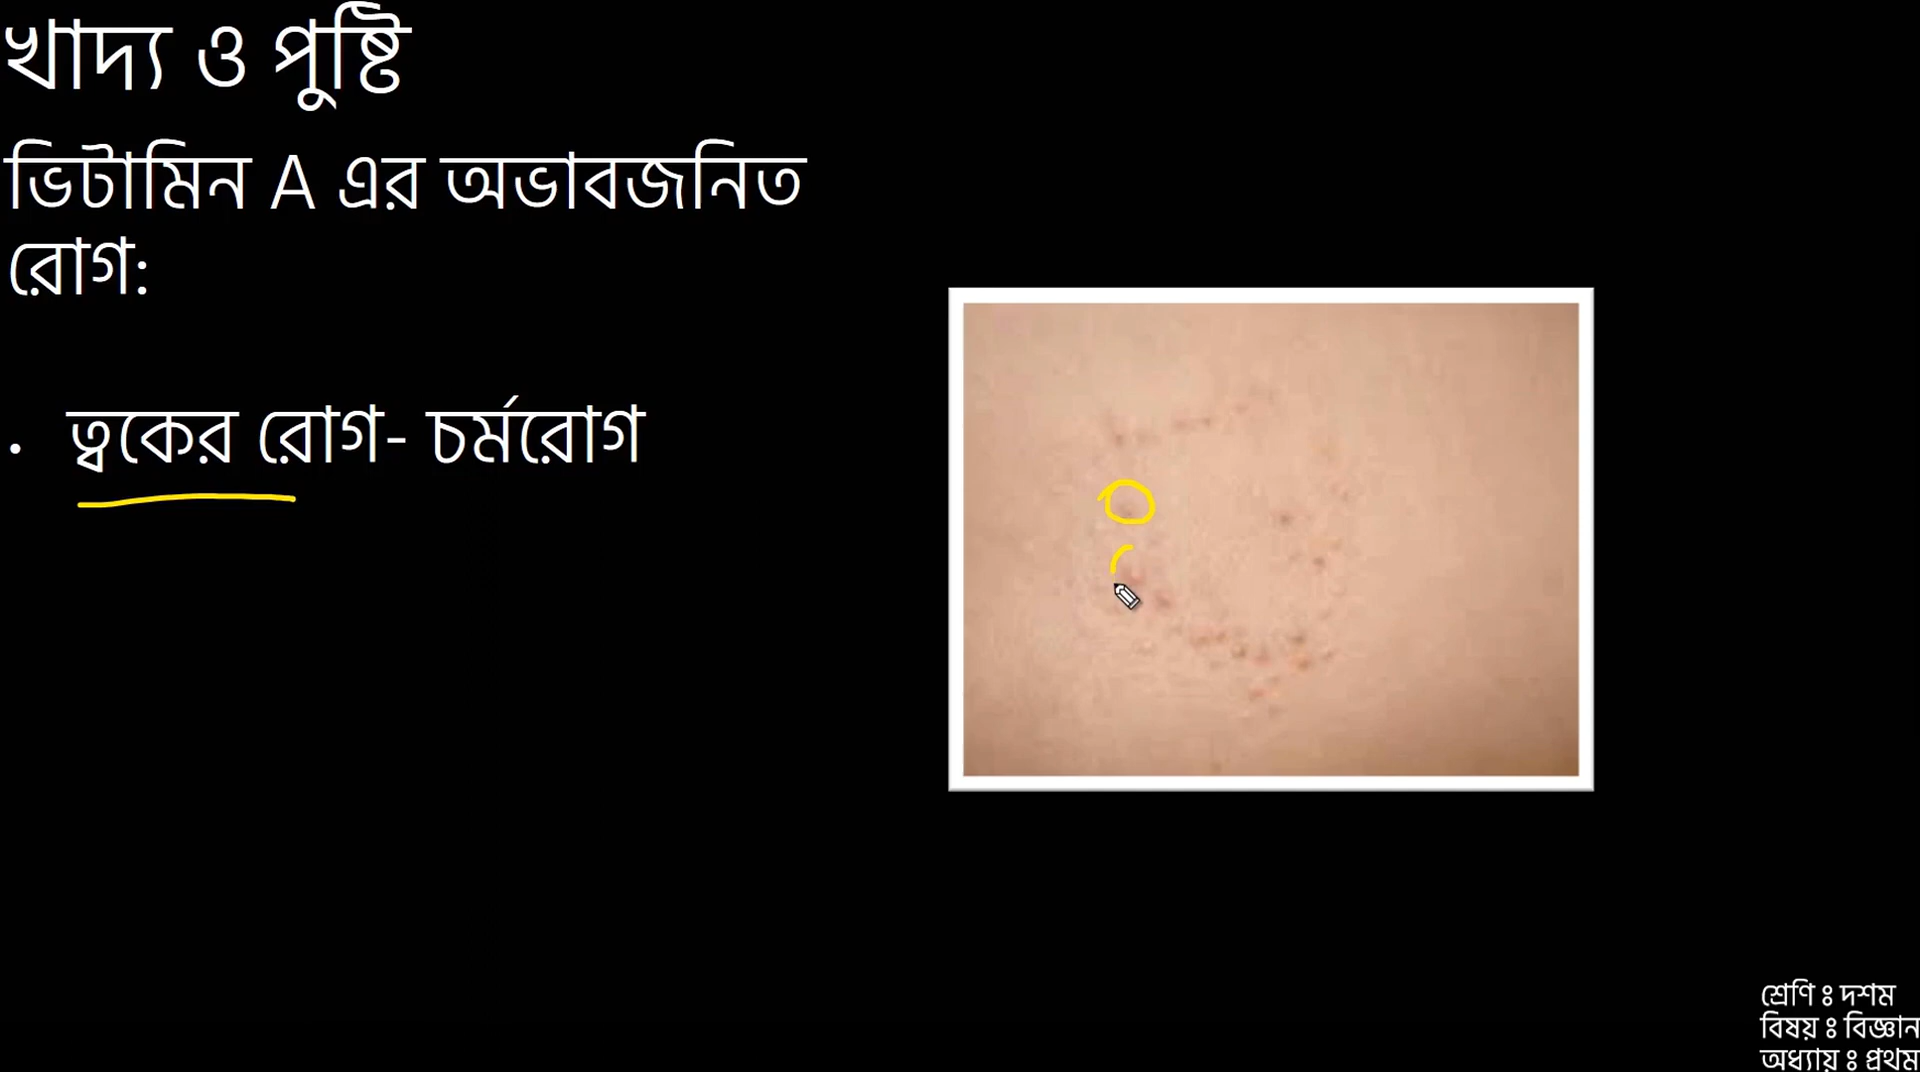 খাদ্য ও পুষ্টি
ভিটামিন A এর অভাবজনিত
রোগ:
• ত্বকের রোগ- চর্মরোগ
শ্রেণি ঃ দশম
বিষয় ঃ বিজ্ঞান
অধ্যায় ঃ প্রথম